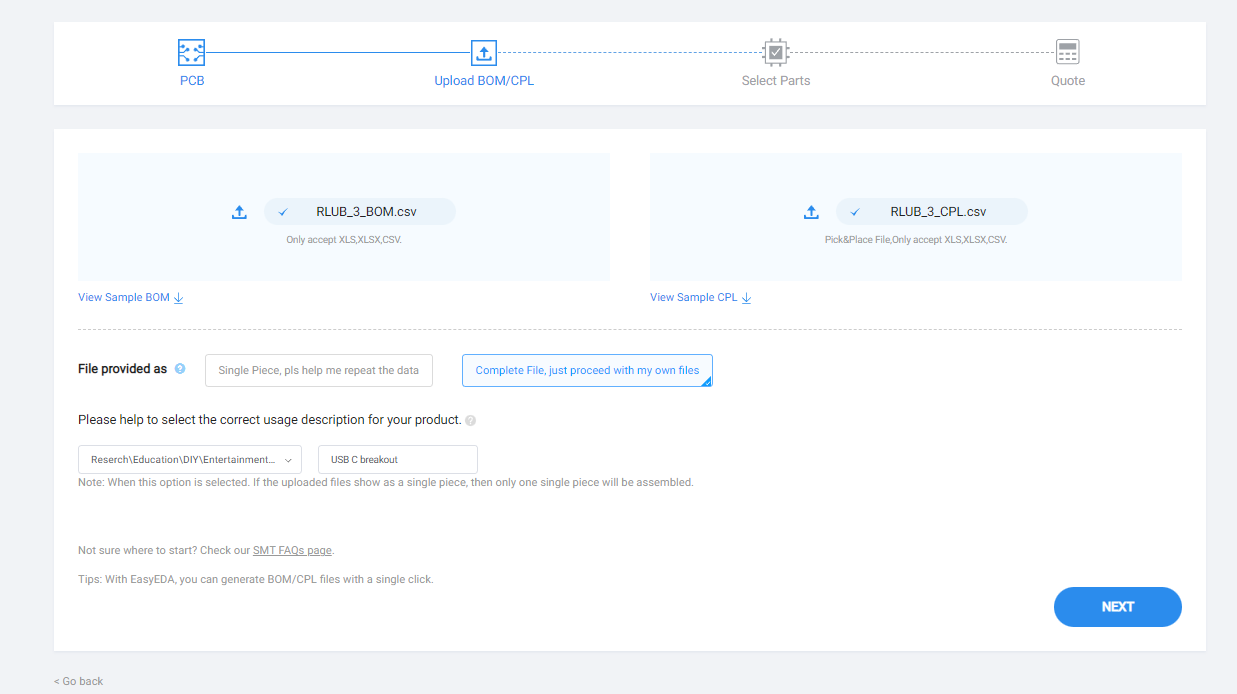 PCB
Upload BOM/CPL
Select Parts
Quote
RLUB_3_BOM.csv
Only accept XLS,XLSX,CSV.
RLUB_3_CPL.csv
Pick&Place File,Only accept XLS,XLSX,CSV.
View Sample BOM
View Sample CPL
File provided as ?
Single Piece, pls help me repeat the data
Complete File, just proceed with my own files
Please help to select the correct usage description for your product. ?
Reserch\Education\DIY\Entertainment...
USB C breakout
Note: When this option is selected. If the uploaded files show as a single piece, then only one single piece will be assembled.
Not sure where to start? Check our SMT FAQs page.
Tips: With EasyEDA, you can generate BOM/CPL files with a single click.
NEXT
< Go back